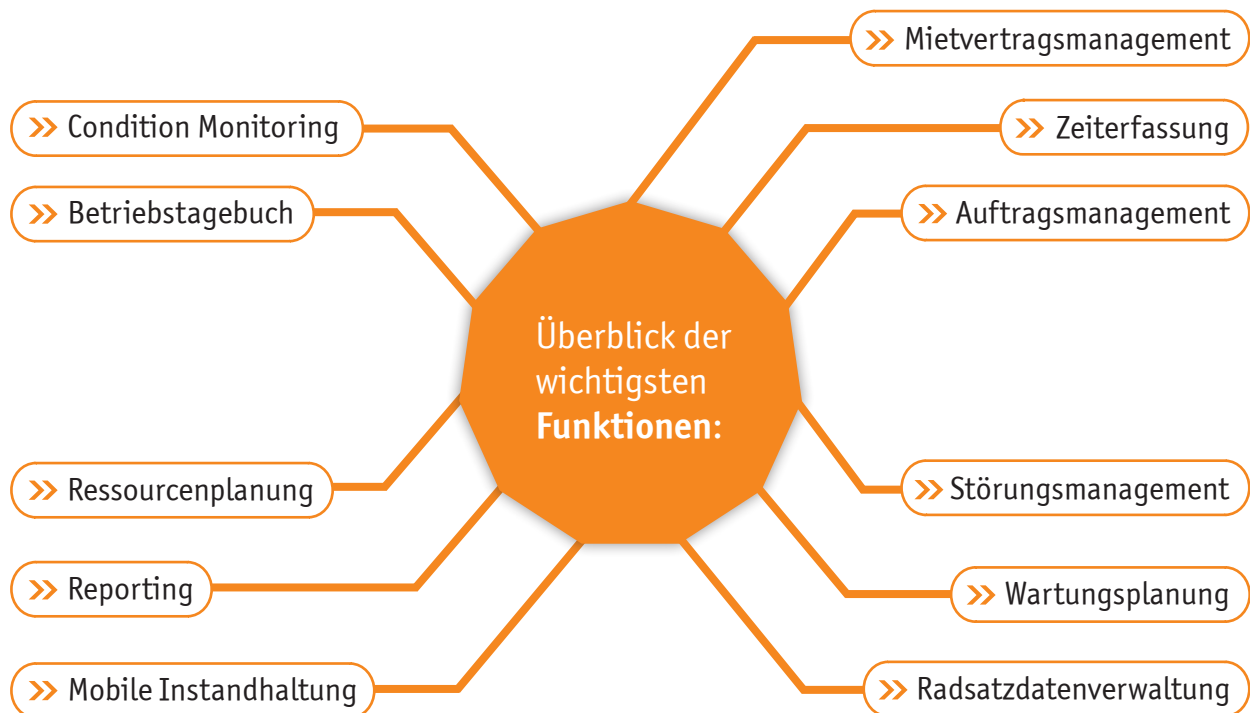 Mietvertragsmanagement
Condition Monitoring
Zeiterfassung
Betriebstagebuch
Auftragsmanagement
Überblick der
wichtigsten
Funktionen:
Ressourcenplanung
Störungsmanagement
Reporting
Wartungsplanung
Mobile Instandhaltung
Radsatzdatenverwaltung